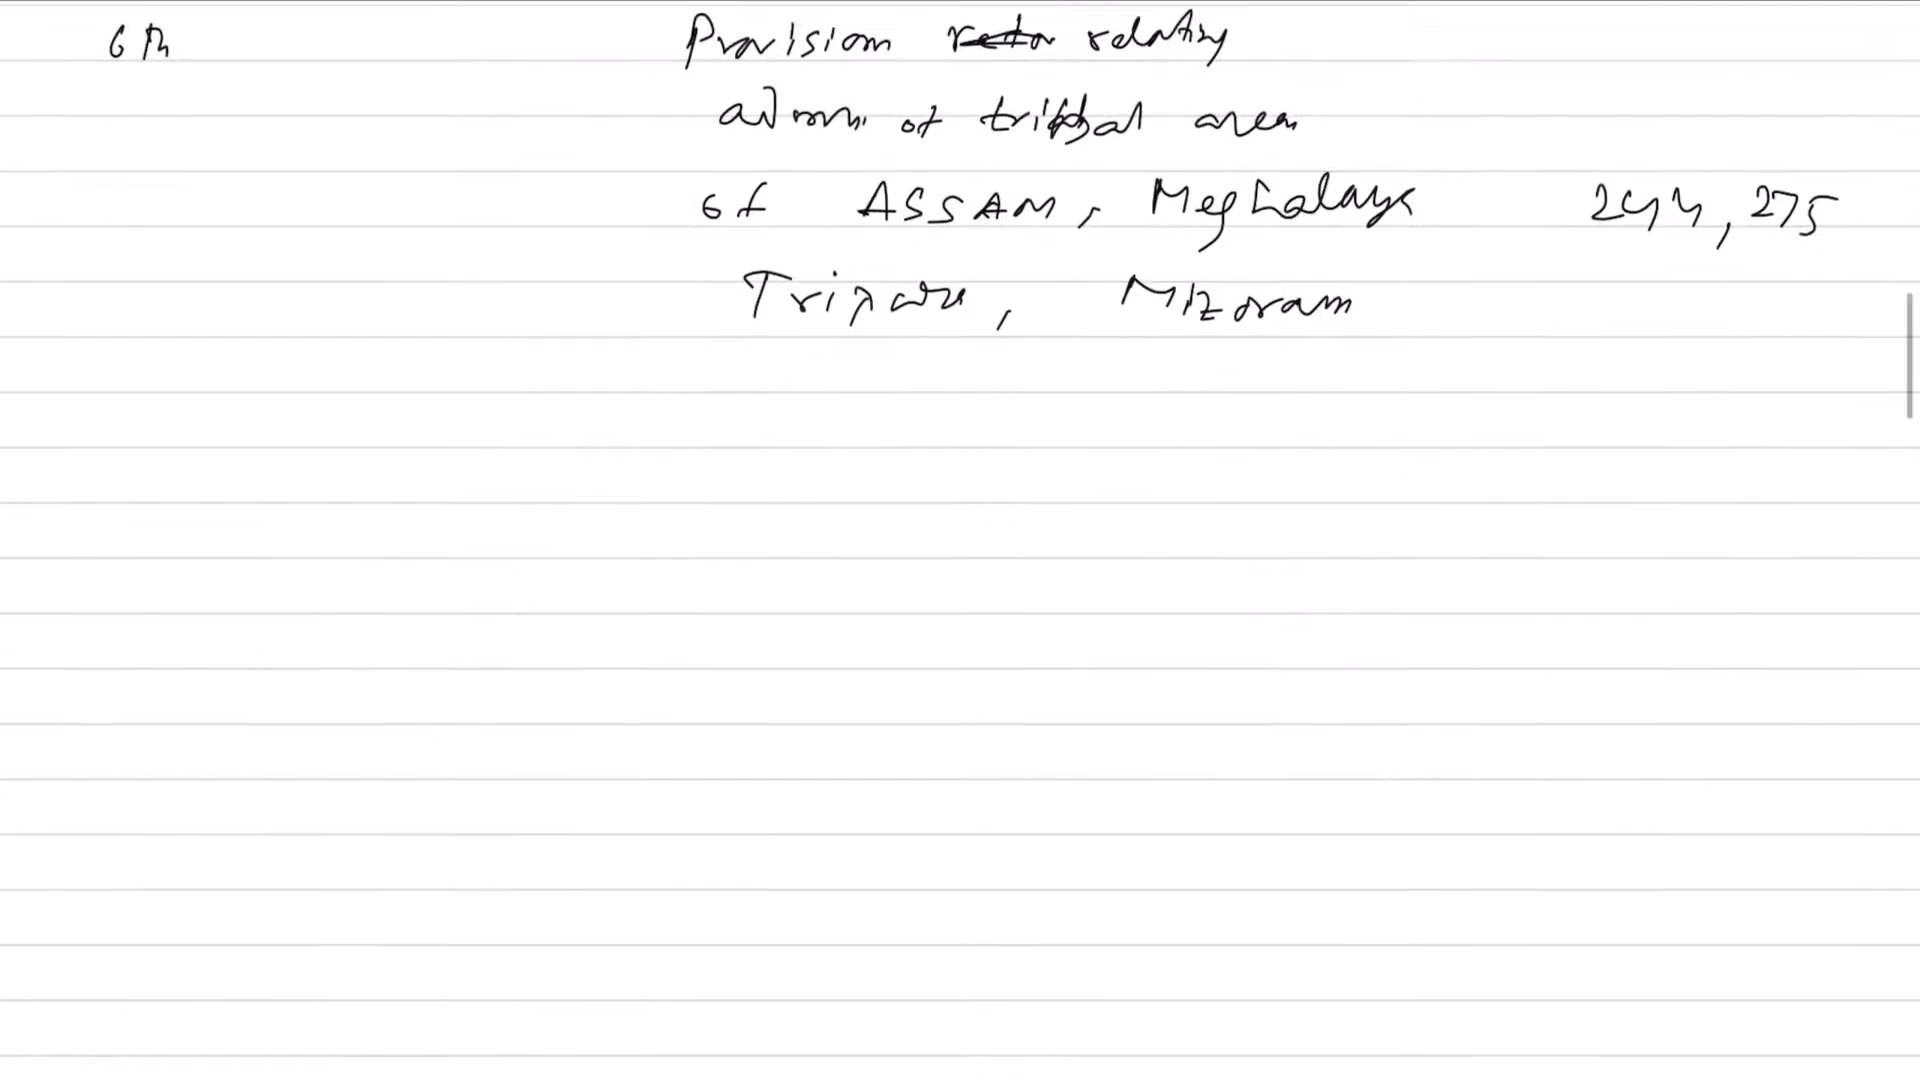 6th Provision relating
admn. of tribal area
of ASSAM, Meghalaya 244, 275
Tripura, Mizoram